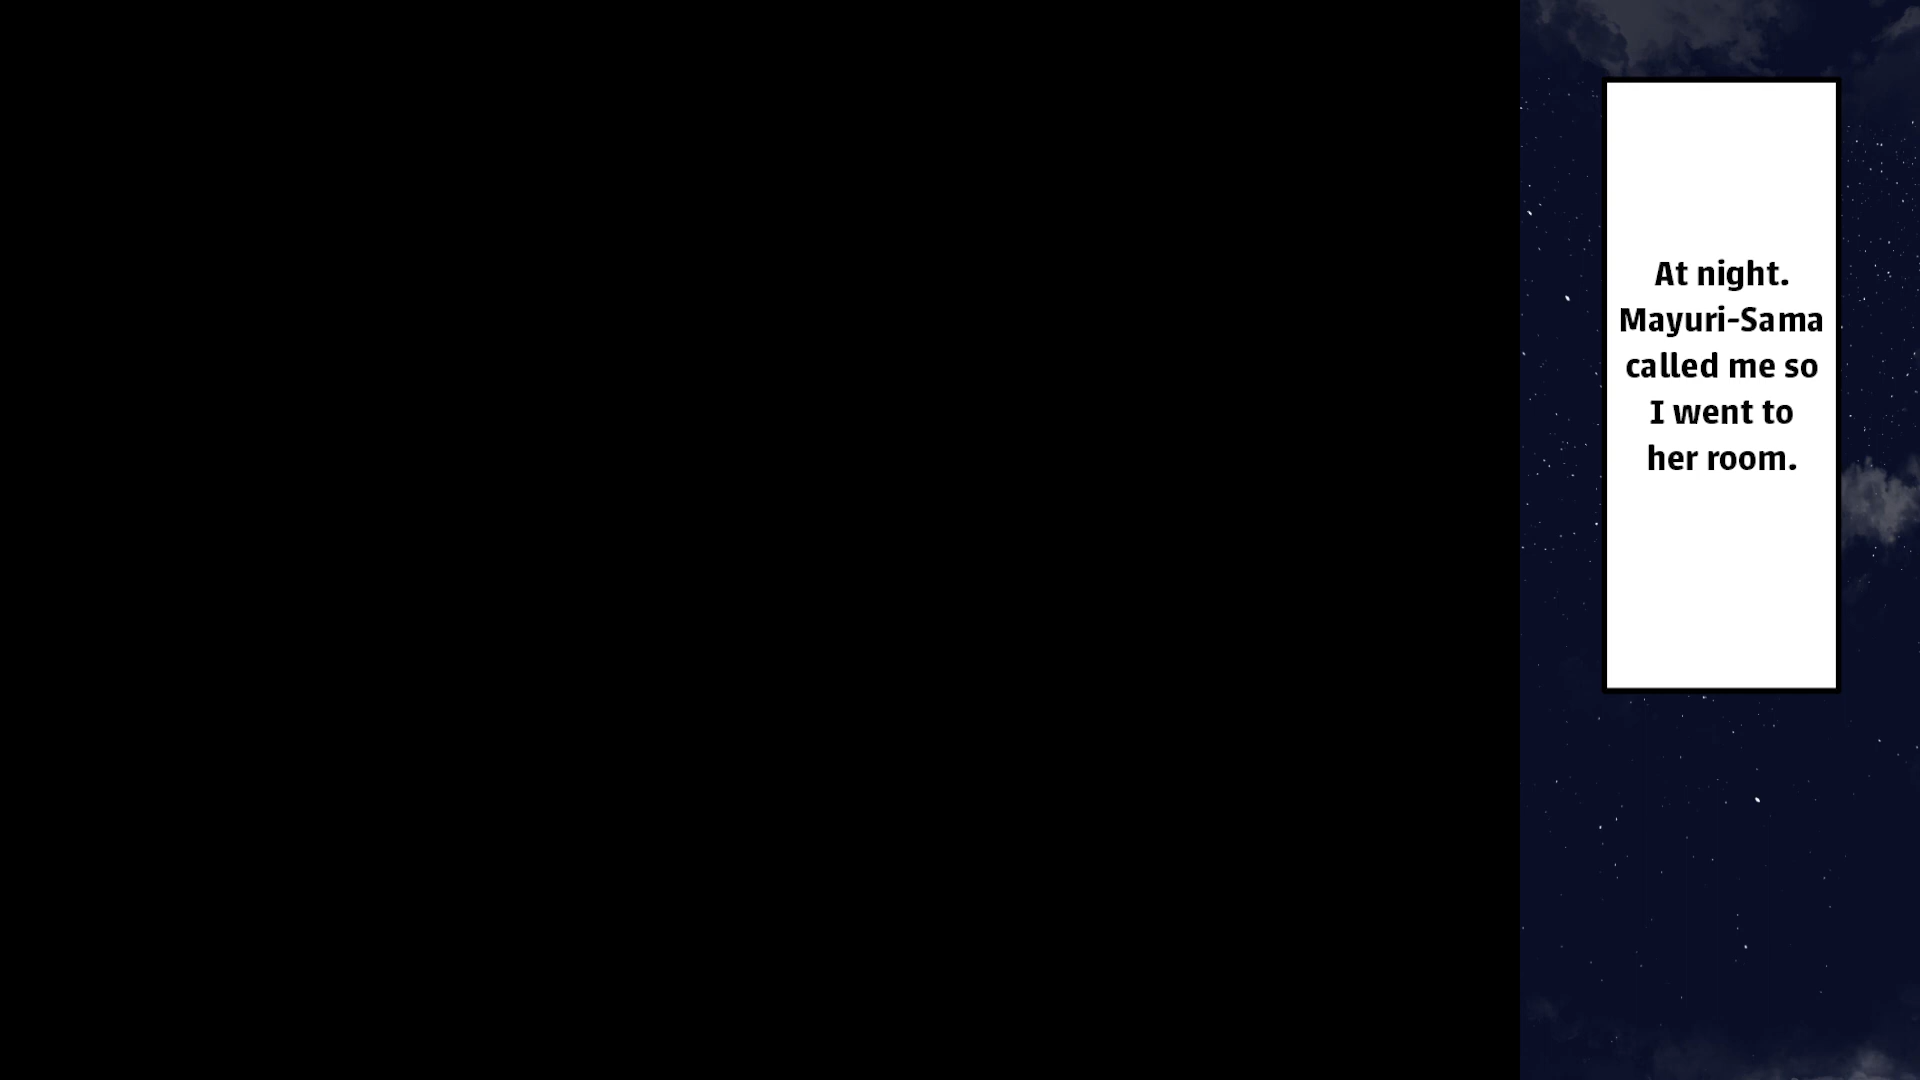 At night.
Mayuri-Sama
called me so
I went to
her room.